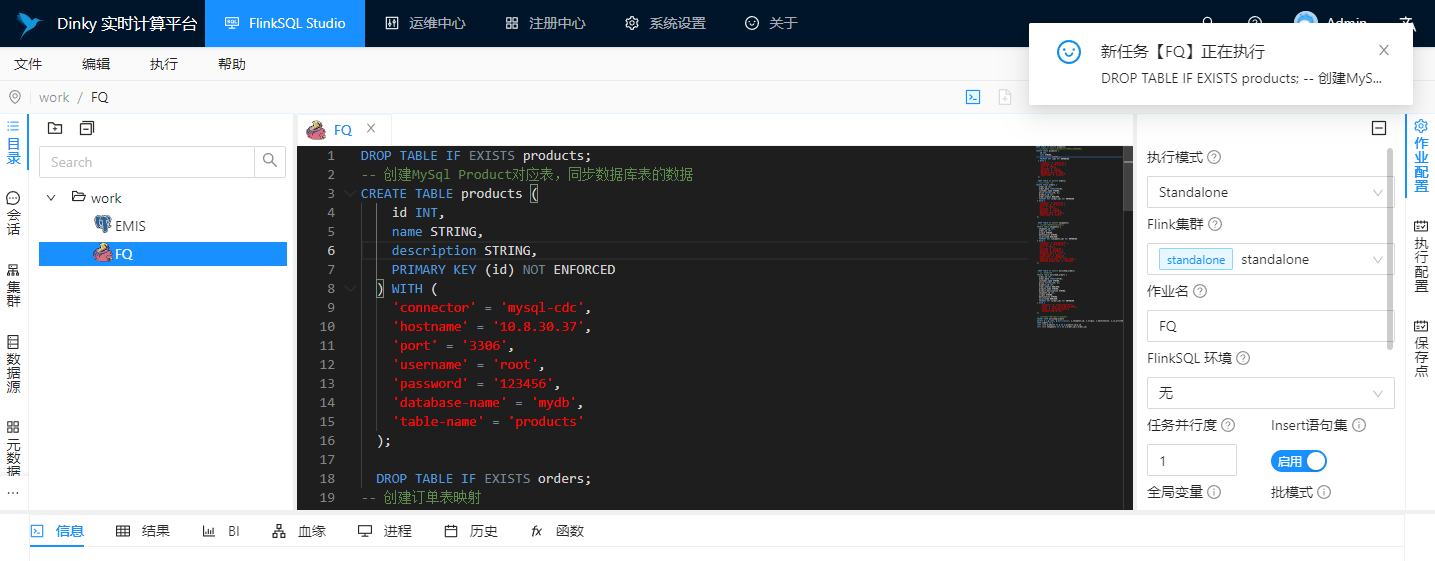 Dinky 实时计算平台 FlinkSQL Studio 运维中心 注册中心 系统设置 关于 Admin
新任务【FQ】正在执行
DROP TABLE IF EXISTS products; -- 创建MyS...
文件 编辑 执行 帮助
work / FQ
目录
会话
集群
数据源
元数据
...
Search
work
EMIS
FQ
FQ
1 DROP TABLE IF EXISTS products;
2 -- 创建MySql Product对应表，同步数据库表的数据
3 CREATE TABLE products (
4 id INT,
5 name STRING,
6 description STRING,
7 PRIMARY KEY (id) NOT ENFORCED
8 ) WITH (
9 'connector' = 'mysql-cdc',
10 'hostname' = '10.8.30.37',
11 'port' = '3306',
12 'username' = 'root',
13 'password' = '123456',
14 'database-name' = 'mydb',
15 'table-name' = 'products'
16 );
17
18 DROP TABLE IF EXISTS orders;
19 -- 创建订单表映射
执行模式
Standalone
Flink集群
standalone standalone
作业名
FQ
FlinkSQL 环境
无
任务并行度 Insert语句集
1 启用
全局变量 批模式
作业配置
执行配置
保存点
信息 结果 BI 血缘 进程 历史 fx 函数